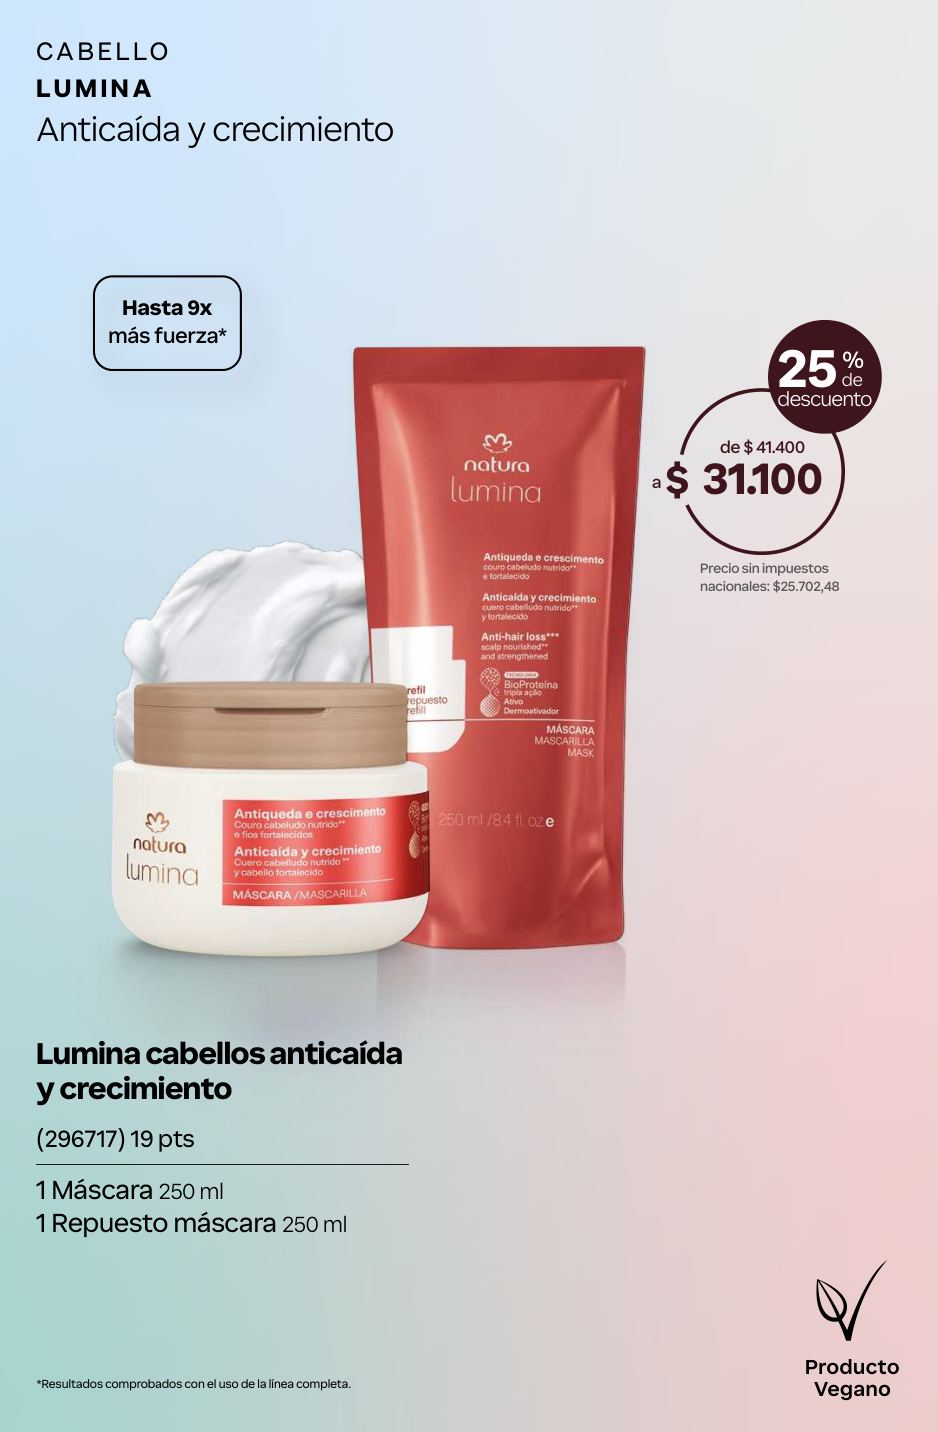 CABELLO
LUMINA
Anticaída y crecimiento
Hasta 9x
más fuerza*
25 %
de
descuento
de $ 41.400
a $ 31.100
Precio sin impuestos
nacionales: $25.702,48
natura
lumina
Antiqueda e crescimento
couro cabeludo nutrido**
e fortalecido
Anticaída y crecimiento
cuero cabelludo nutrido**
y fortalecido
Anti-hair loss***
scalp nourished**
and strengthened
TECNOLOGIA
BioProteína
tripla ação
Ativo
Dermoativador
refil
repuesto
refill
MÁSCARA
MASCARILLA
MASK
250 ml /8.4 fl. oz e
natura
lumina
Antiqueda e crescimento
Couro cabeludo nutrido**
e fios fortalecidos
Anticaída y crecimiento
Cuero cabelludo nutrido **
y cabello fortalecido
MÁSCARA /MASCARILLA
Lumina cabellos anticaída
y crecimiento
(296717) 19 pts
1 Máscara 250 ml
1 Repuesto máscara 250 ml
Producto
Vegano
*Resultados comprobados con el uso de la línea completa.